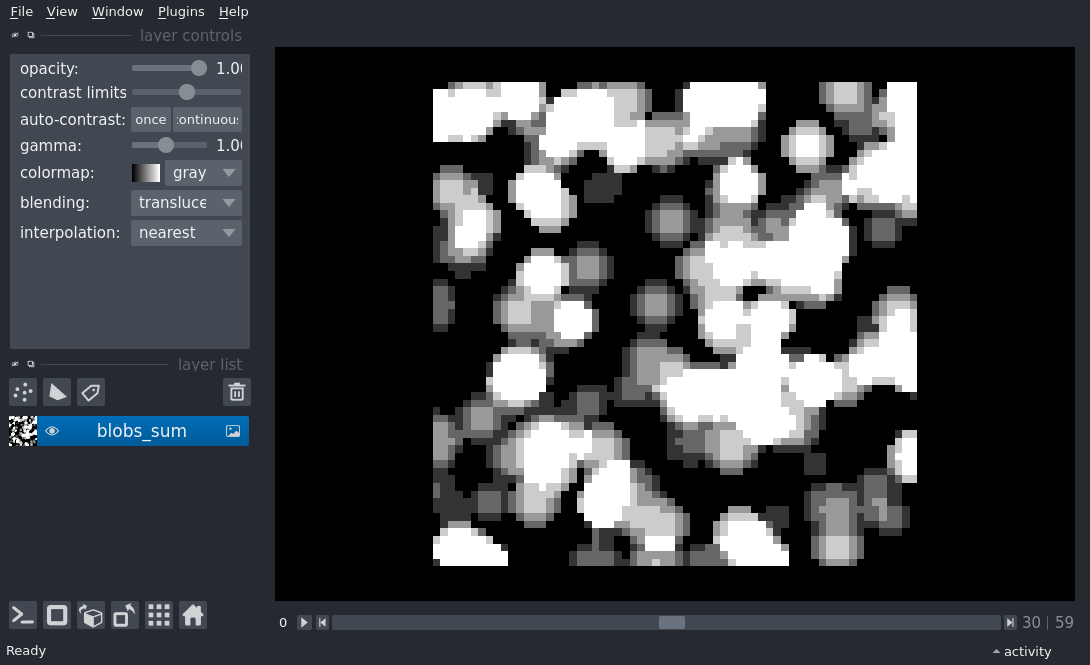 File View Window Plugins Help
layer controls
opacity: 1.0
contrast limits
auto-contrast: once continuous
gamma: 1.0
colormap: gray
blending: transluce
interpolation: nearest
layer list
blobs_sum
0 30 | 59
Ready activity